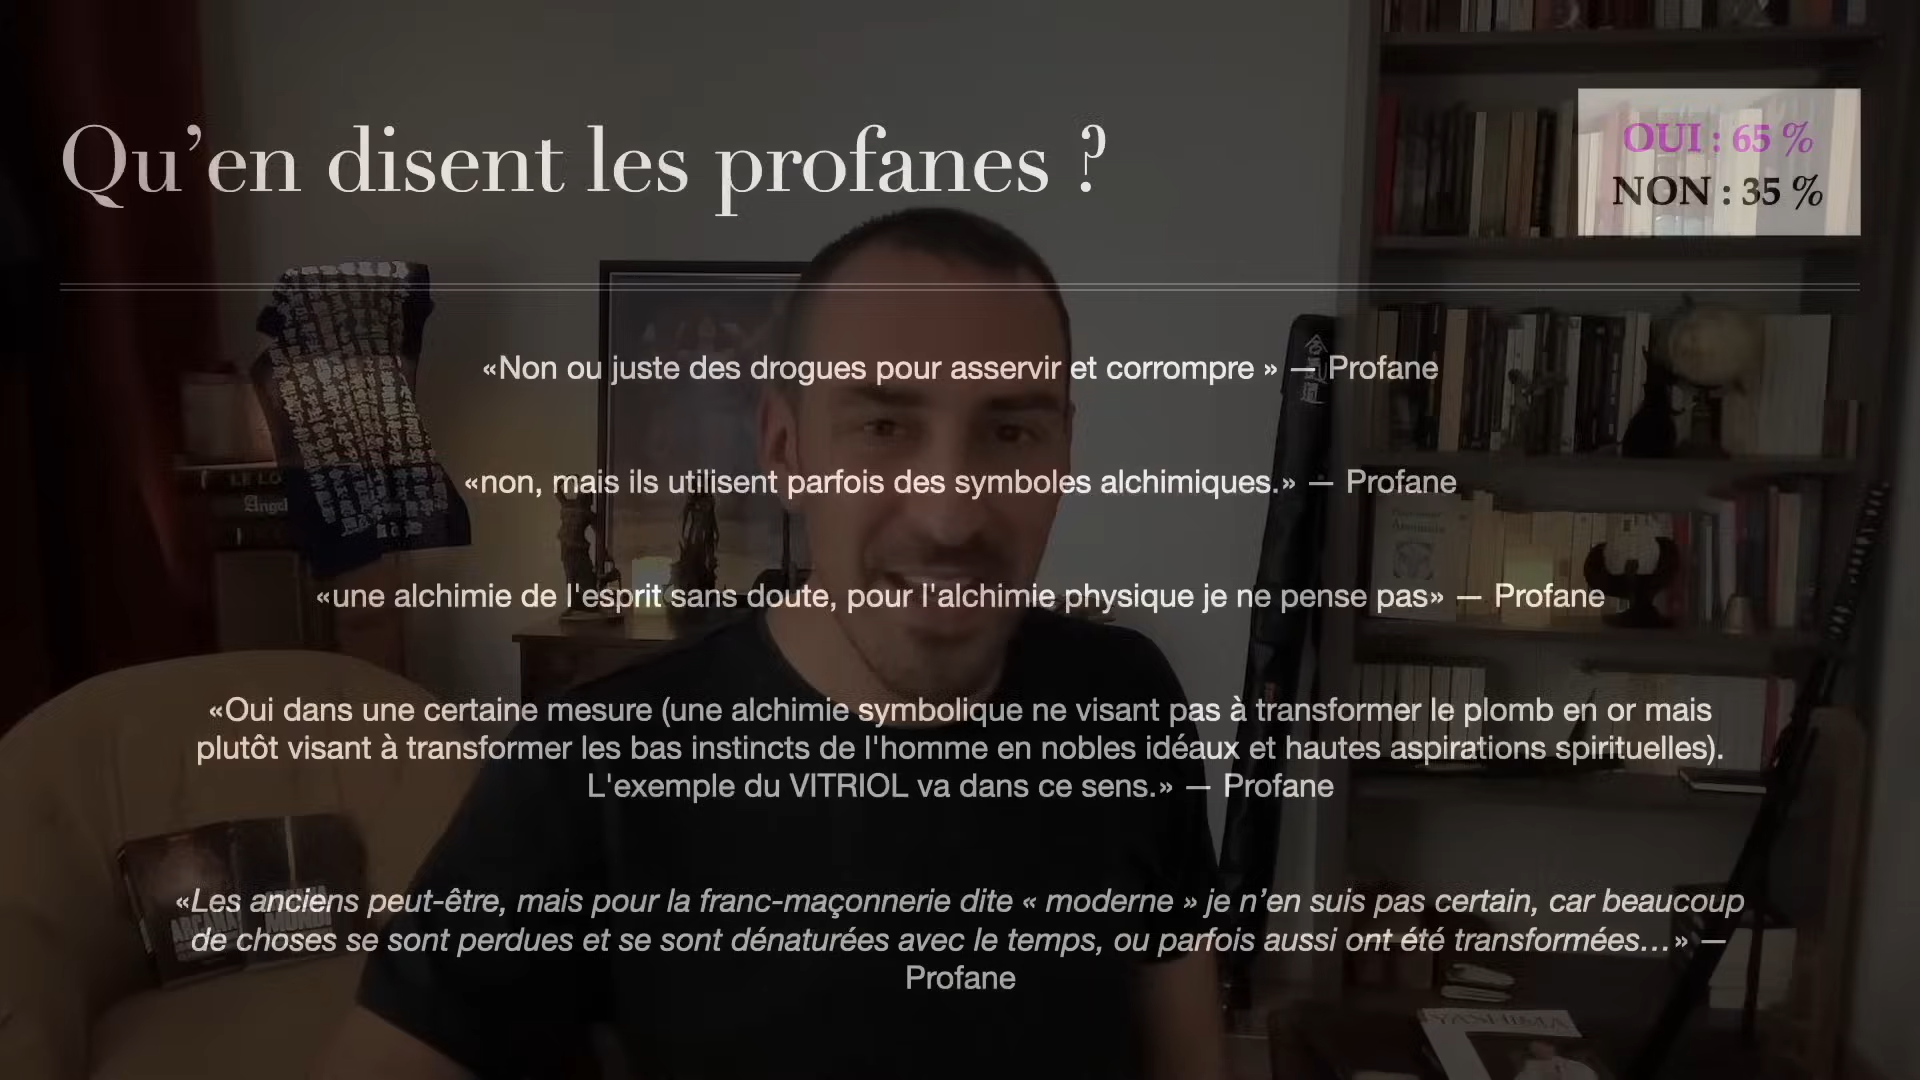 Qu’en disent les profanes ?
OUI : 65 %
NON : 35 %
«Non ou juste des drogues pour asservir et corrompre » — Profane
«non, mais ils utilisent parfois des symboles alchimiques.» — Profane
«une alchimie de l'esprit sans doute, pour l'alchimie physique je ne pense pas» — Profane
«Oui dans une certaine mesure (une alchimie symbolique ne visant pas à transformer le plomb en or mais
plutôt visant à transformer les bas instincts de l'homme en nobles idéaux et hautes aspirations spirituelles).
L'exemple du VITRIOL va dans ce sens.» — Profane
«Les anciens peut-être, mais pour la franc-maçonnerie dite « moderne » je n’en suis pas certain, car beaucoup
de choses se sont perdues et se sont dénaturées avec le temps, ou parfois aussi ont été transformées…» —
Profane
合氣道